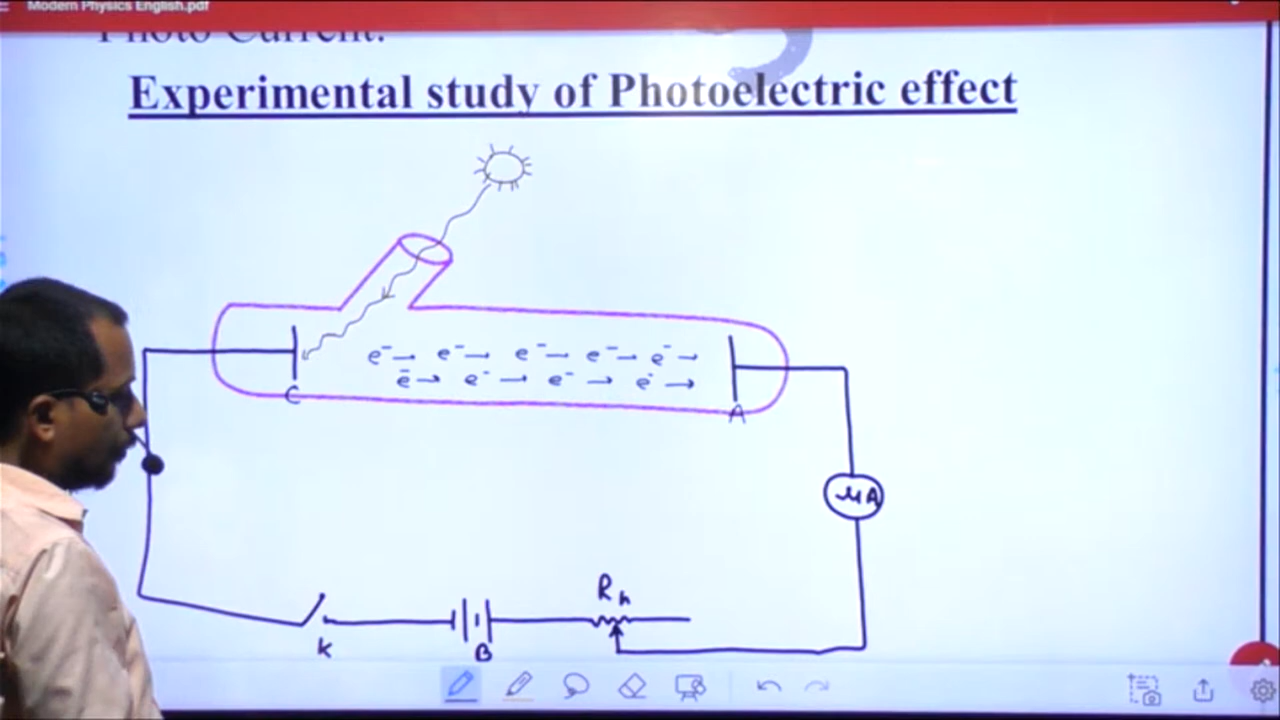 Modern Physics English.pdf
Photo Current.
Experimental study of Photoelectric effect
e⁻→ e⁻→ e⁻→ e⁻→ e⁻→
e⁻→ e⁻→ e⁻→ e⁻→
C
A
μA
Rh
K
B